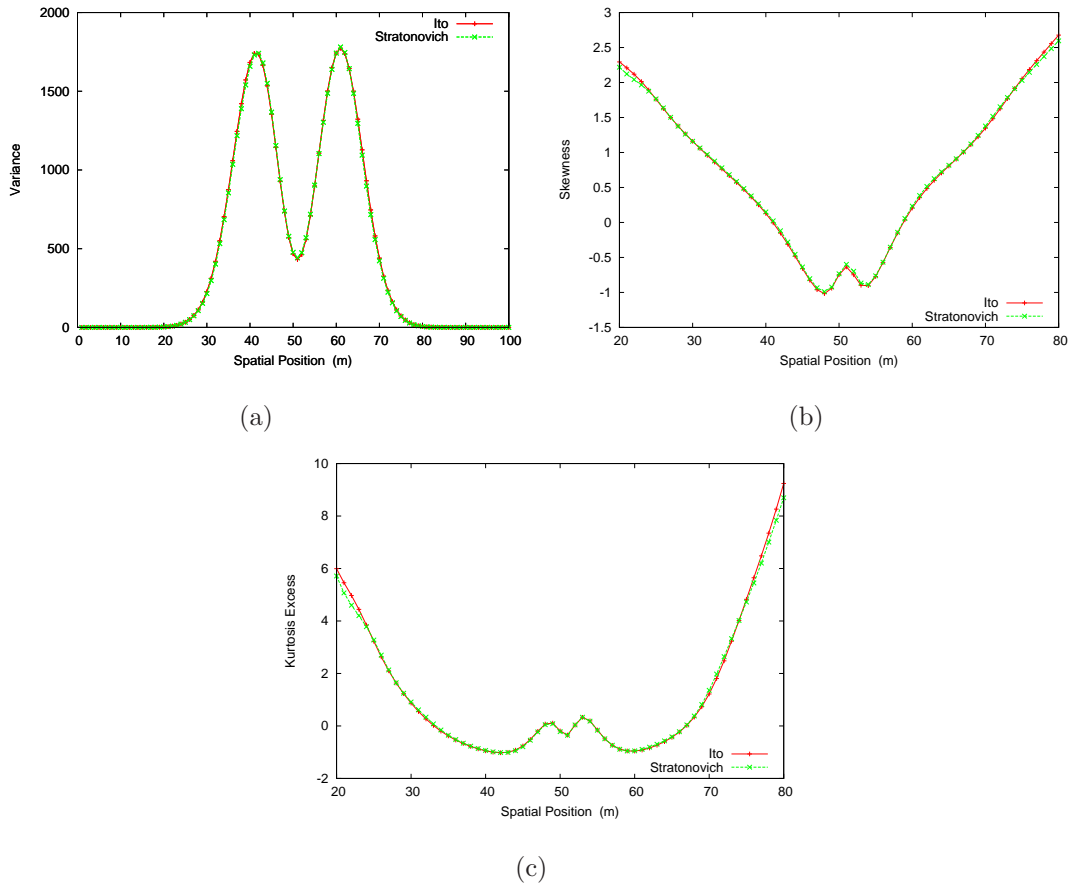 2000
1500
1000
500
0
Variance
0 10 20 30 40 50 60 70 80 90 100
Spatial Position (m)
Ito
Stratonovich
(a)
3
2.5
2
1.5
1
0.5
0
-0.5
-1
-1.5
Skewness
20 30 40 50 60 70 80
Spatial Position (m)
Ito
Stratonovich
(b)
10
8
6
4
2
0
-2
Kurtosis Excess
20 30 40 50 60 70 80
Spatial Position (m)
Ito
Stratonovich
(c)